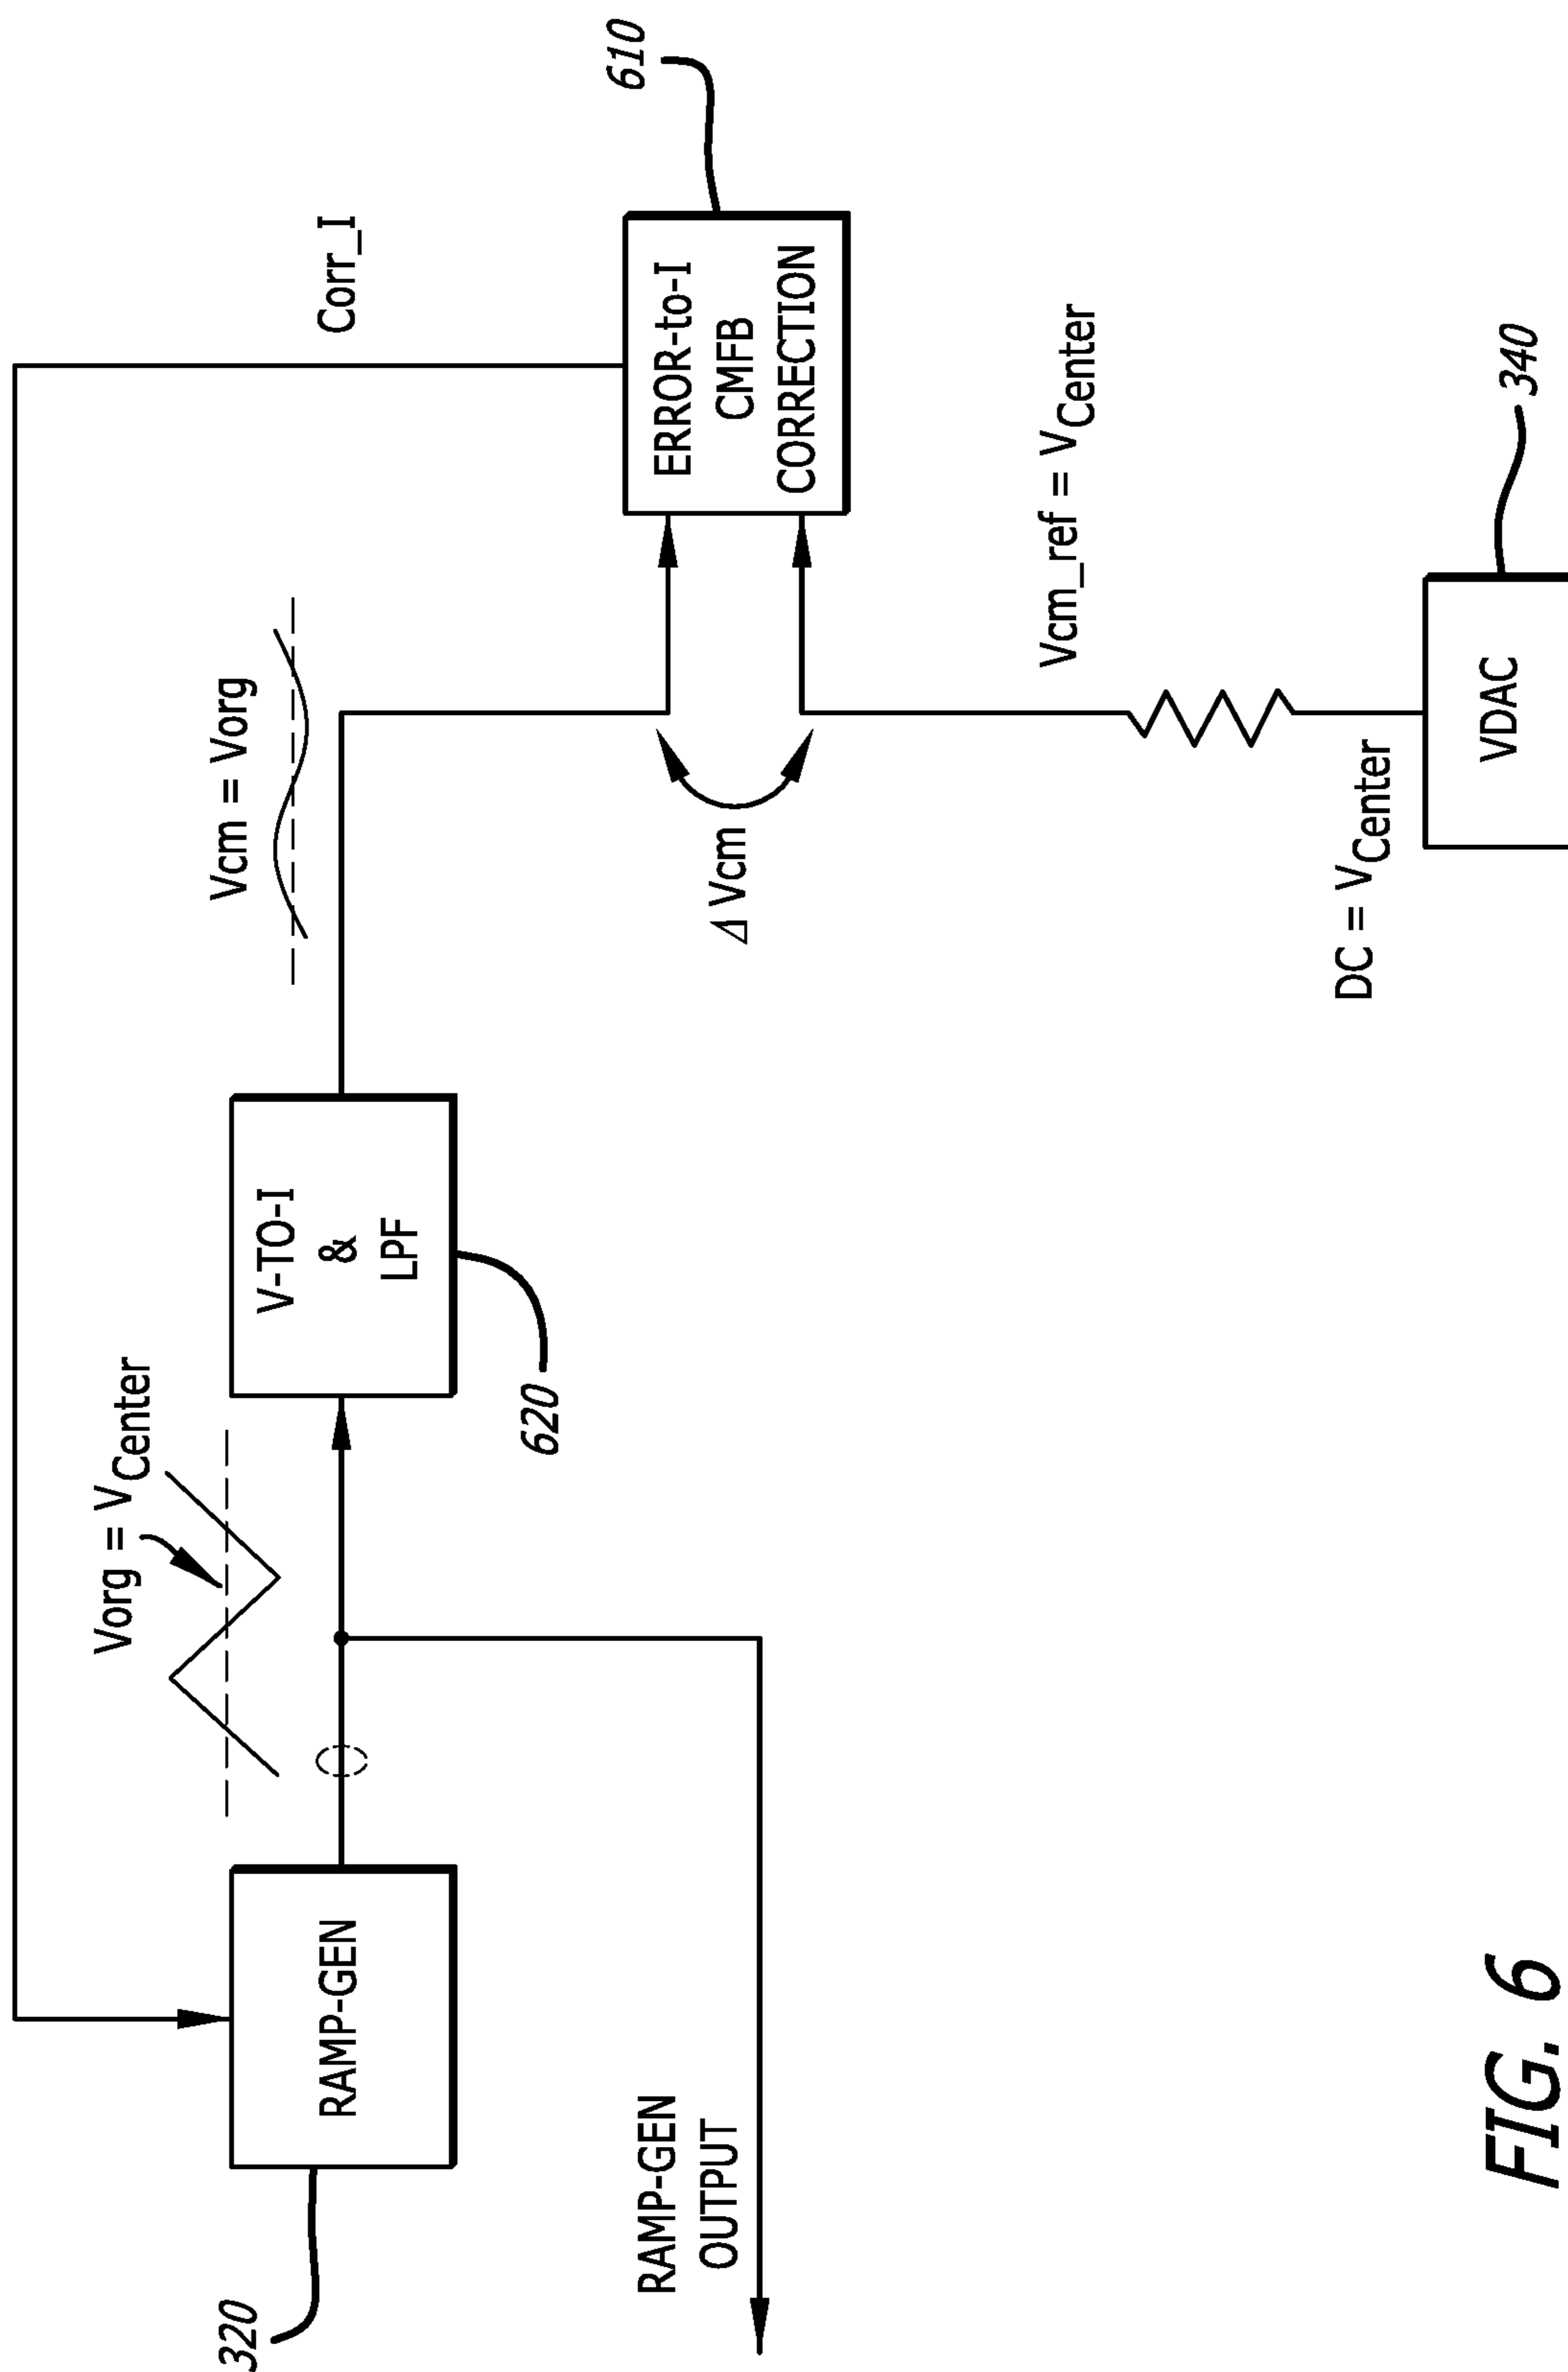 Corr_I
Vorg = VCenter
Vcm = Vorg
RAMP-GEN
V-TO-I
&
LPF
320
620
610
ERROR-to-I
CMFB
CORRECTION
Δ Vcm
RAMP-GEN
OUTPUT
Vcm_ref = VCenter
DC = VCenter
VDAC
340
FIG. 6